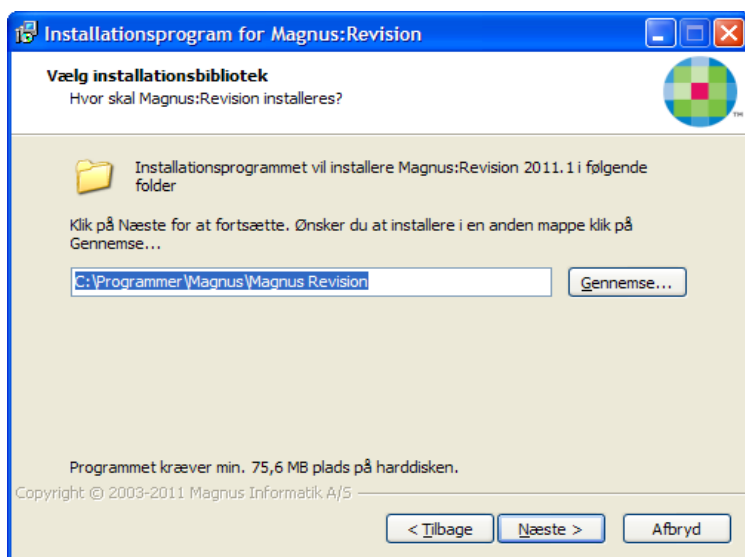 Installationsprogram for Magnus:Revision
Vælg installationsbibliotek
Hvor skal Magnus:Revision installeres?
TM
Installationsprogrammet vil installere Magnus:Revision 2011.1 i følgende
folder
Klik på Næste for at fortsætte. Ønsker du at installere i en anden mappe klik på
Gennemse...
C:\Programmer\Magnus\Magnus Revision
Gennemse...
Programmet kræver min. 75,6 MB plads på harddisken.
Copyright © 2003-2011 Magnus Informatik A/S
< Tilbage
Næste >
Afbryd